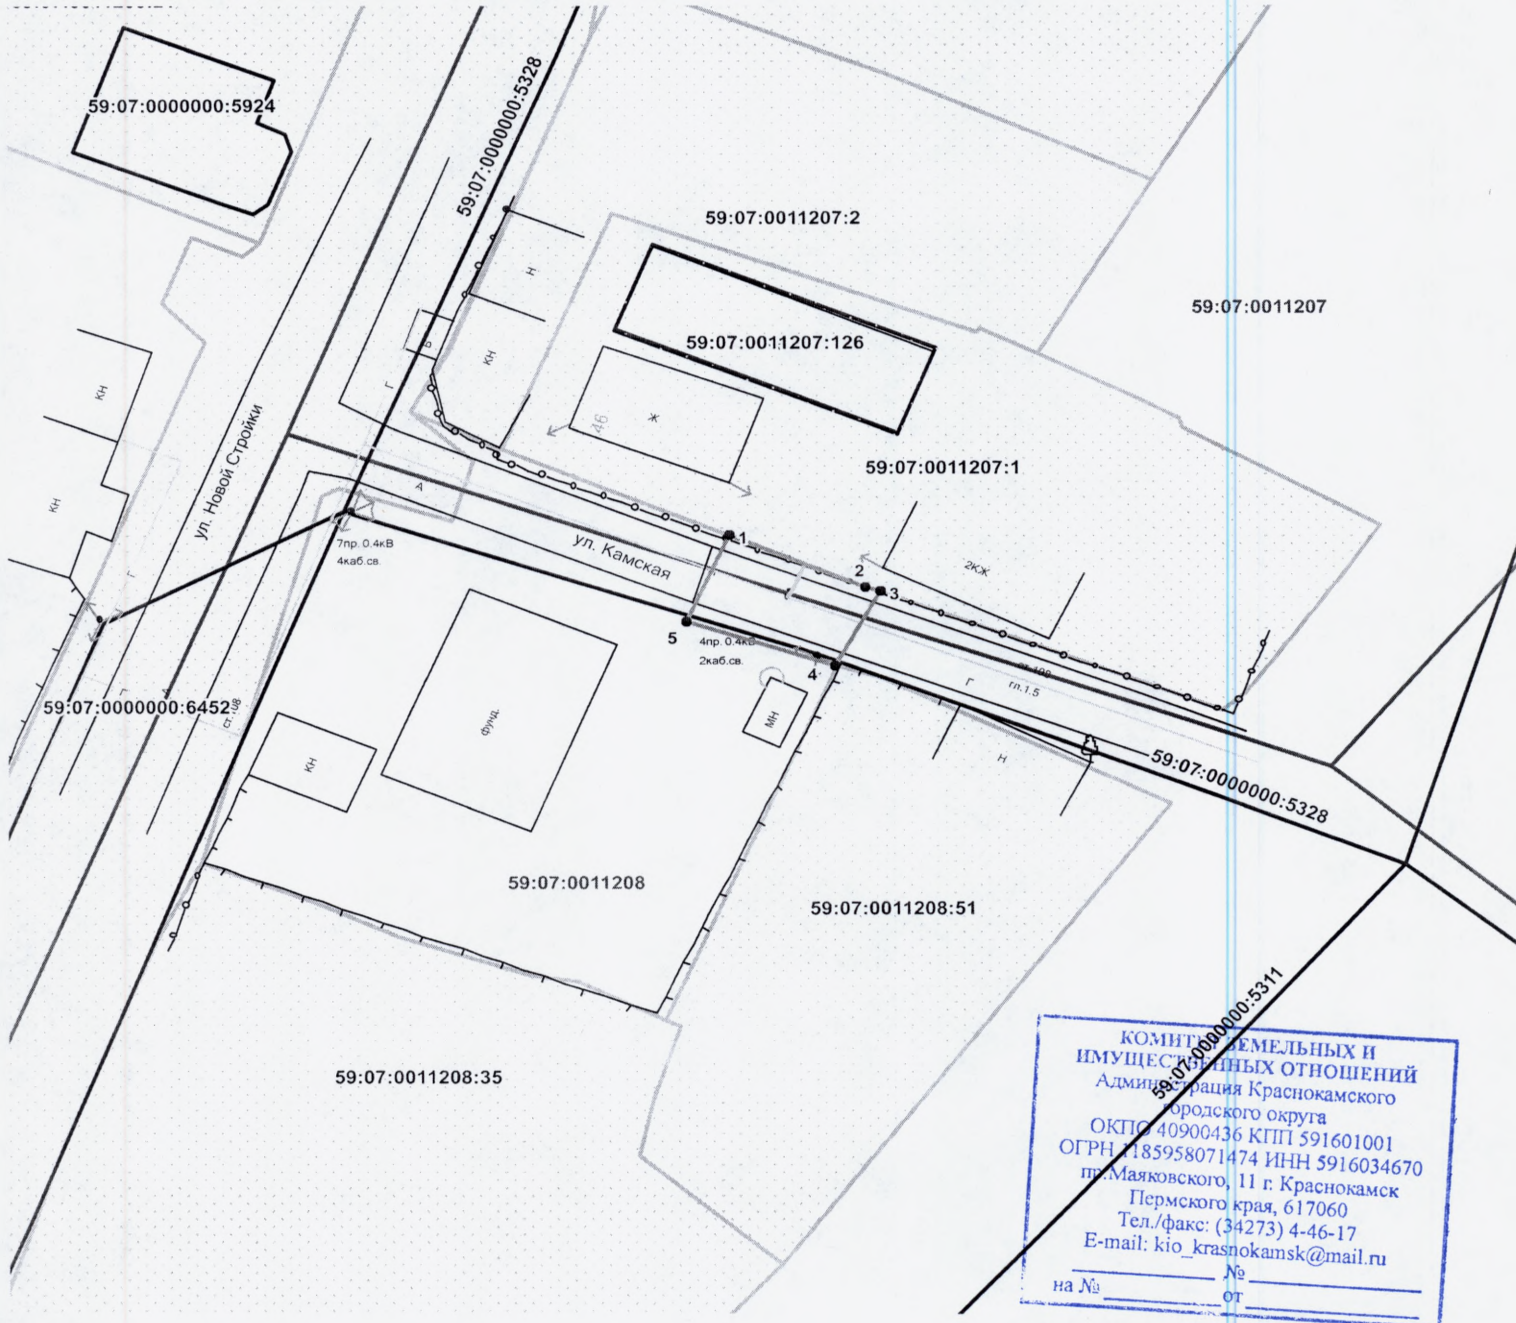 59:07:0000000:5924
59:07:0000000:5328
59:07:0011207:2
59:07:0011207
Н
59:07:0011207:126
КН
Ж
46
КН
Г
59:07:0011207:1
ул. Новой Стройки
КН
А
7пр. 0.4кВ
4каб.св.
ул. Камская
1
2
3
2КЖ
Г
5
4пр. 0.4кВ
2каб.св.
4
ст.100
гл.1.5
Г
59:07:0000000:6452
фунд.
МН
КН
Н
59:07:0000000:5328
59:07:0011208
59:07:0011208:51
59:07:0000000:5311
59:07:0011208:35
КОМИТЕТ ЗЕМЕЛЬНЫХ И
ИМУЩЕСТВЕННЫХ ОТНОШЕНИЙ
Администрация Краснокамского
городского округа
ОКПО 40900436 КПП 591601001
ОГРН 1185958071474 ИНН 5916034670
пр.Маяковского, 11 г. Краснокамск
Пермского края, 617060
Тел./факс: (34273) 4-46-17
E-mail: kio_krasnokamsk@mail.ru
№
на № от